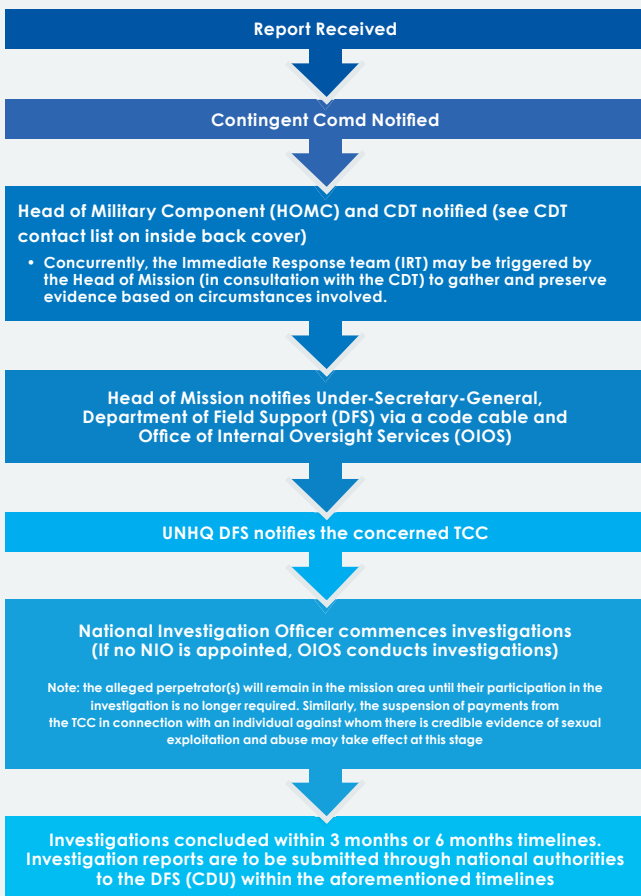 Report Received
Contingent Comd Notified
Head of Military Component (HOMC) and CDT notified (see CDT
contact list on inside back cover)
• Concurrently, the Immediate Response team (IRT) may be triggered by
the Head of Mission (in consultation with the CDT) to gather and preserve
evidence based on circumstances involved.
Head of Mission notifies Under-Secretary-General,
Department of Field Support (DFS) via a code cable and
Office of Internal Oversight Services (OIOS)
UNHQ DFS notifies the concerned TCC
National Investigation Officer commences investigations
(If no NIO is appointed, OIOS conducts investigations)
Note: the alleged perpetrator(s) will remain in the mission area until their participation in the
investigation is no longer required. Similarly, the suspension of payments from
the TCC in connection with an individual against whom there is credible evidence of sexual
exploitation and abuse may take effect at this stage
Investigations concluded within 3 months or 6 months timelines.
Investigation reports are to be submitted through national authorities
to the DFS (CDU) within the aforementioned timelines